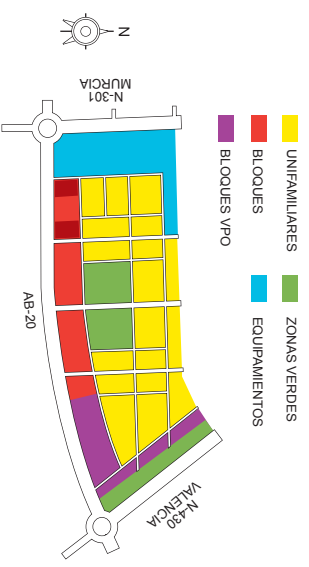 N
N-301
MURCIA
UNIFAMILIARES
BLOQUES
BLOQUES VPO
ZONAS VERDES
EQUIPAMIENTOS
AB-20
N-430
VALENCIA